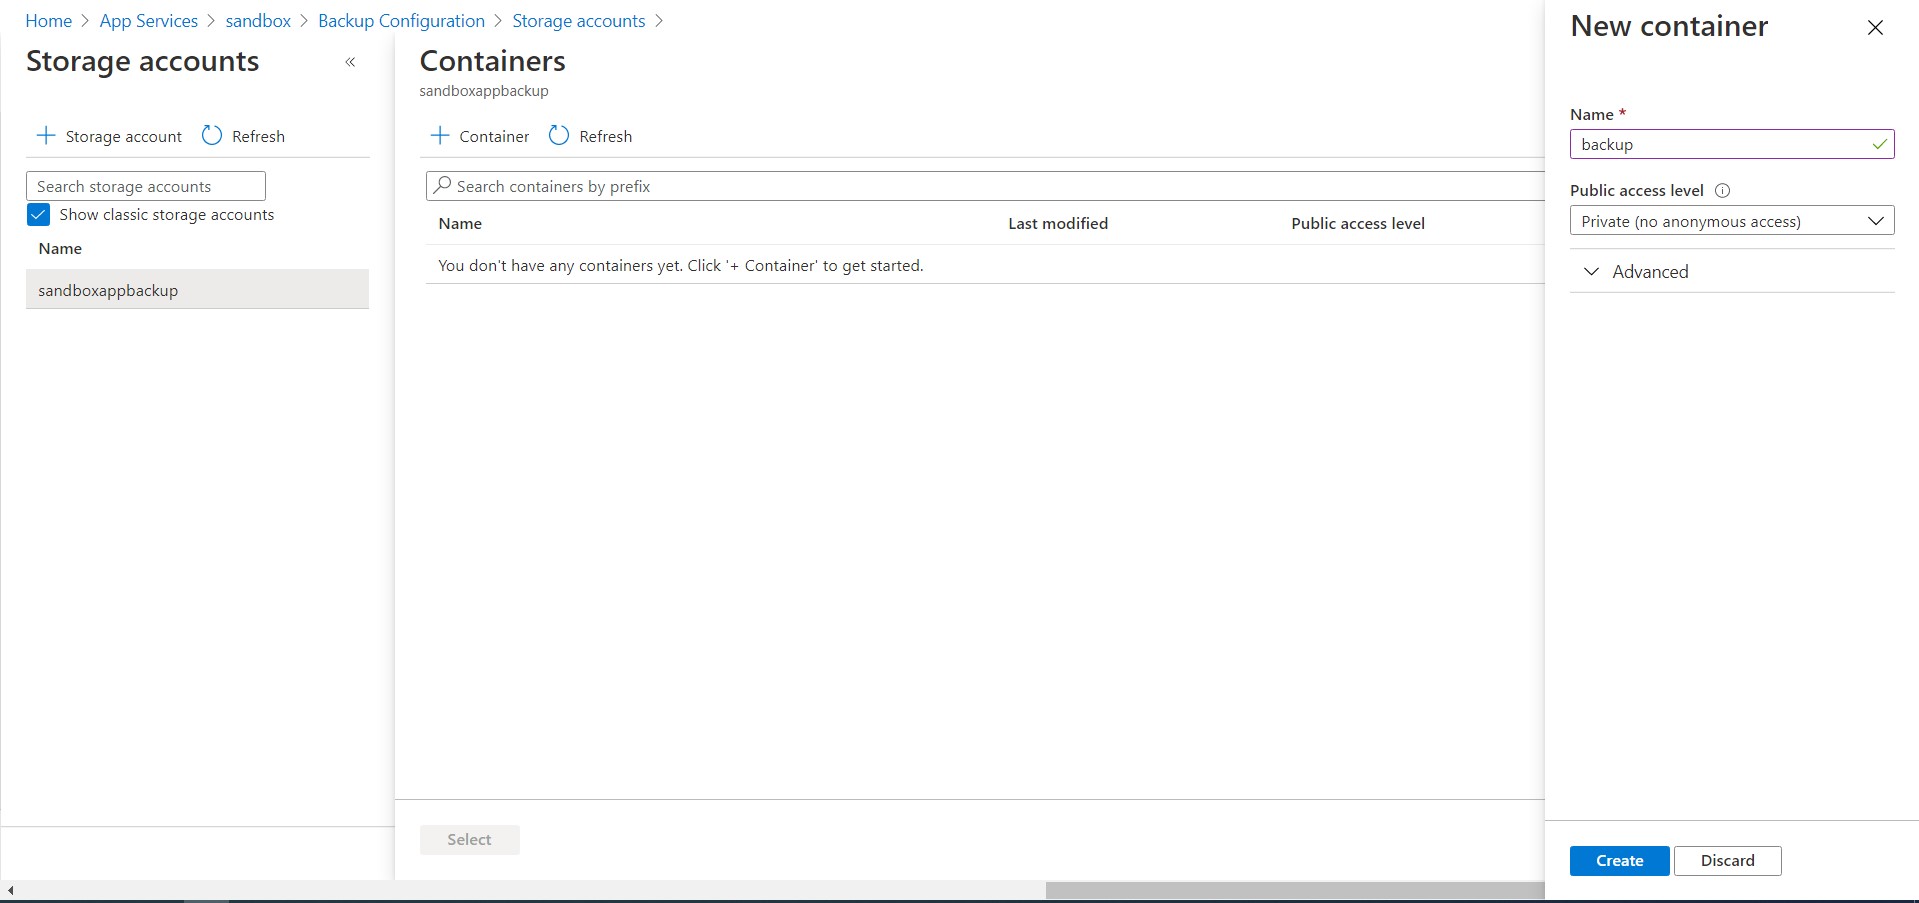 Home > App Services > sandbox > Backup Configuration > Storage accounts >
Storage accounts «
+ Storage account Refresh
Search storage accounts
Show classic storage accounts
Name
sandboxappbackup
Containers
sandboxappbackup
+ Container Refresh
Search containers by prefix
Name Last modified Public access level
You don't have any containers yet. Click '+ Container' to get started.
Select
New container
Name *
backup
Public access level
Private (no anonymous access)
Advanced
Create Discard